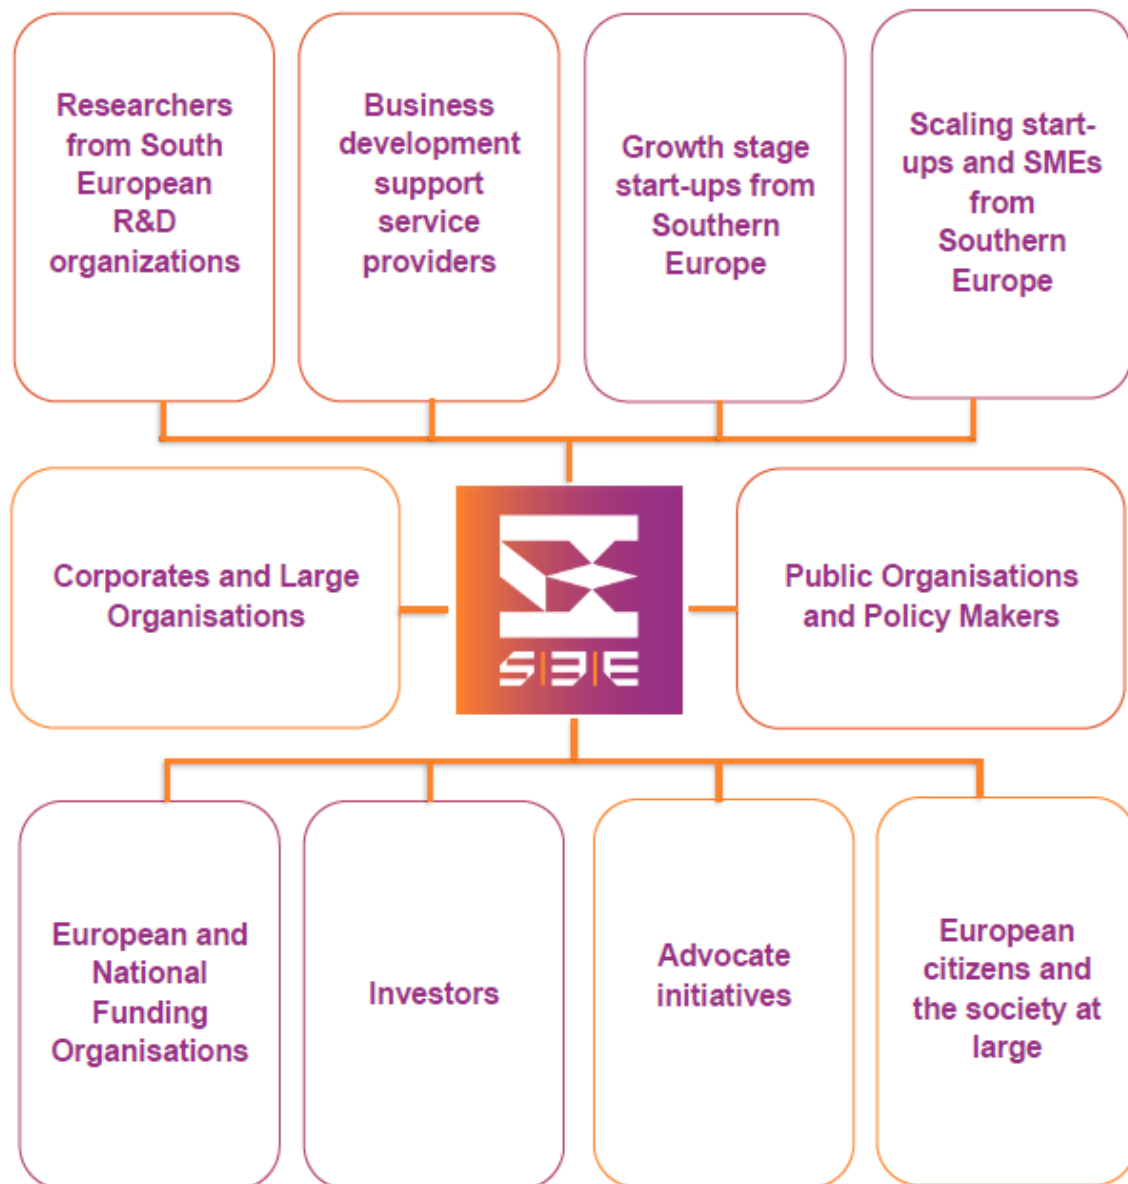 Researchers
from South
European
R&D
organizations
Business
development
support
service
providers
Growth stage
start-ups from
Southern
Europe
Scaling start-
ups and SMEs
from
Southern
Europe
Corporates and Large
Organisations
S|3|E
Public Organisations
and Policy Makers
European and
National
Funding
Organisations
Investors
Advocate
initiatives
European
citizens and
the society at
large